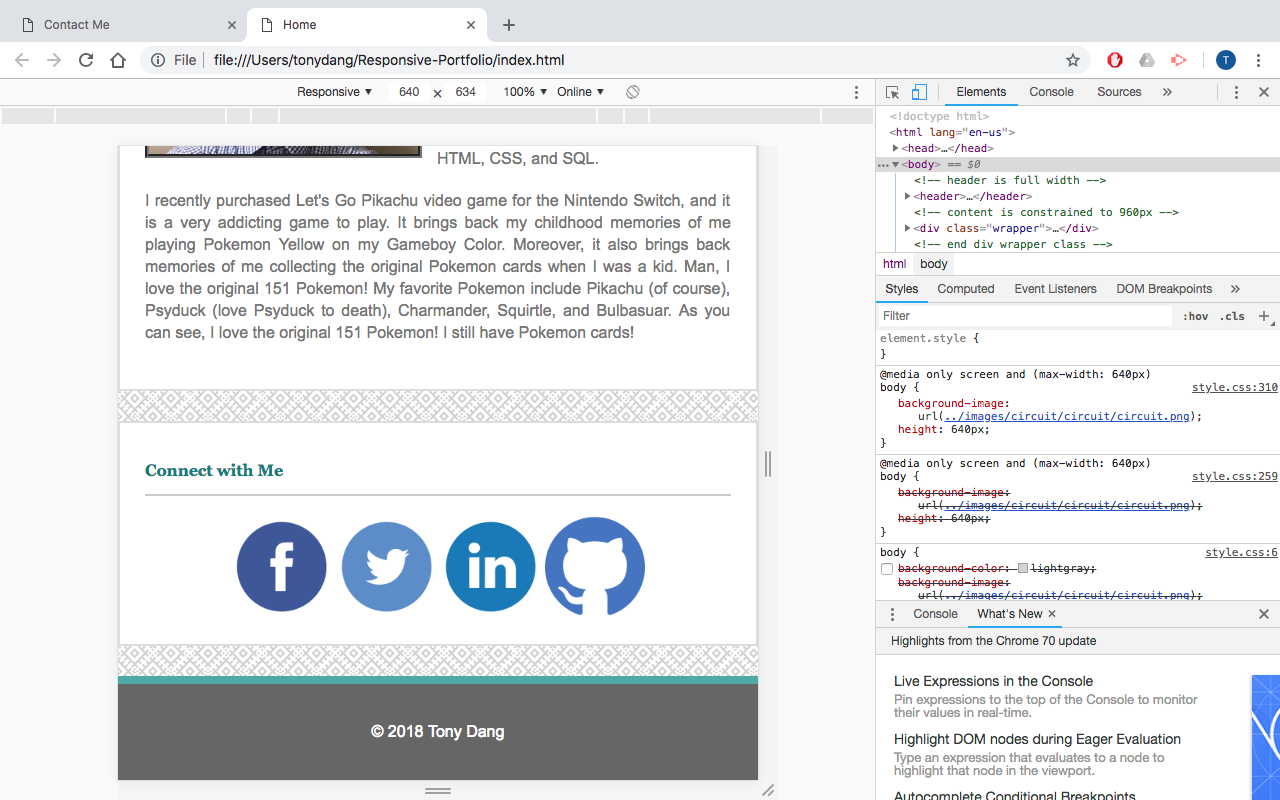 Contact Me
Home
File file:///Users/tonydang/Responsive-Portfolio/index.html
T
Responsive ▼ 640 × 634 100% ▼ Online ▼
HTML, CSS, and SQL.
I recently purchased Let's Go Pikachu video game for the Nintendo Switch, and it
is a very addicting game to play. It brings back my childhood memories of me
playing Pokemon Yellow on my Gameboy Color. Moreover, it also brings back
memories of me collecting the original Pokemon cards when I was a kid. Man, I
love the original 151 Pokemon! My favorite Pokemon include Pikachu (of course),
Psyduck (love Psyduck to death), Charmander, Squirtle, and Bulbasuar. As you
can see, I love the original 151 Pokemon! I still have Pokemon cards!
Connect with Me
f
in
© 2018 Tony Dang
Elements Console Sources »
<!doctype html>
<html lang="en-us">
<head>…</head>
<body> == $0
<!-- header is full width -->
<header>…</header>
<!-- content is constrained to 960px -->
<div class="wrapper">…</div>
<!-- end div wrapper class -->
html body
Styles Computed Event Listeners DOM Breakpoints »
Filter :hov .cls +
element.style {
}
@media only screen and (max-width: 640px)
body { style.css:310
background-image:
url(../images/circuit/circuit/circuit.png);
height: 640px;
}
@media only screen and (max-width: 640px)
body { style.css:259
background-image:
url(../images/circuit/circuit/circuit.png);
height: 640px;
}
body { style.css:6
background-color: lightgray;
background-image:
url(../images/circuit/circuit/circuit.png);
Console What's New ×
Highlights from the Chrome 70 update
Live Expressions in the Console
Pin expressions to the top of the Console to monitor
their values in real-time.
Highlight DOM nodes during Eager Evaluation
Type an expression that evaluates to a node to
highlight that node in the viewport.
Autocomplete Conditional Breakpoints